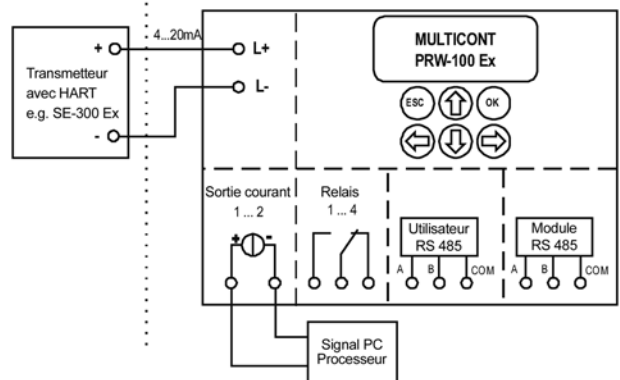 4...20mA
+
L+
MULTICONT
PRW-100 Ex
Transmetteur
avec HART
e.g. SE-300 Ex
-
L-
ESC
OK
Sortie courant
1 ... 2
+
-
Relais
1 ... 4
Utilisateur
RS 485
A
B
COM
Module
RS 485
A
B
COM
Signal PC
Processeur